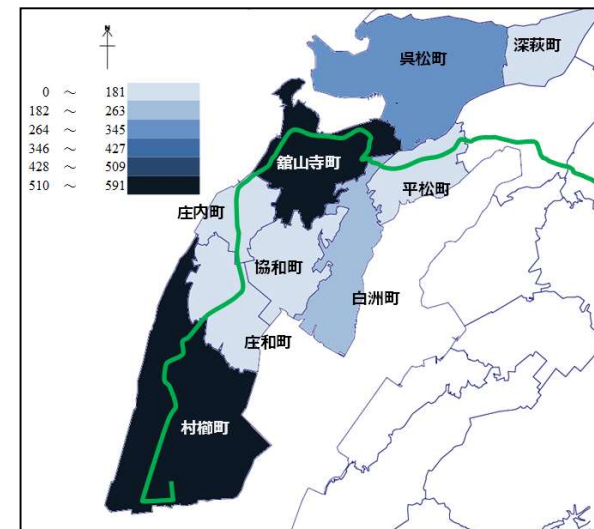 深萩町
呉松町
0 ～ 181
182 ～ 263
264 ～ 345
346 ～ 427
428 ～ 509
510 ～ 591
舘山寺町
平松町
庄内町
協和町
白洲町
庄和町
村櫛町